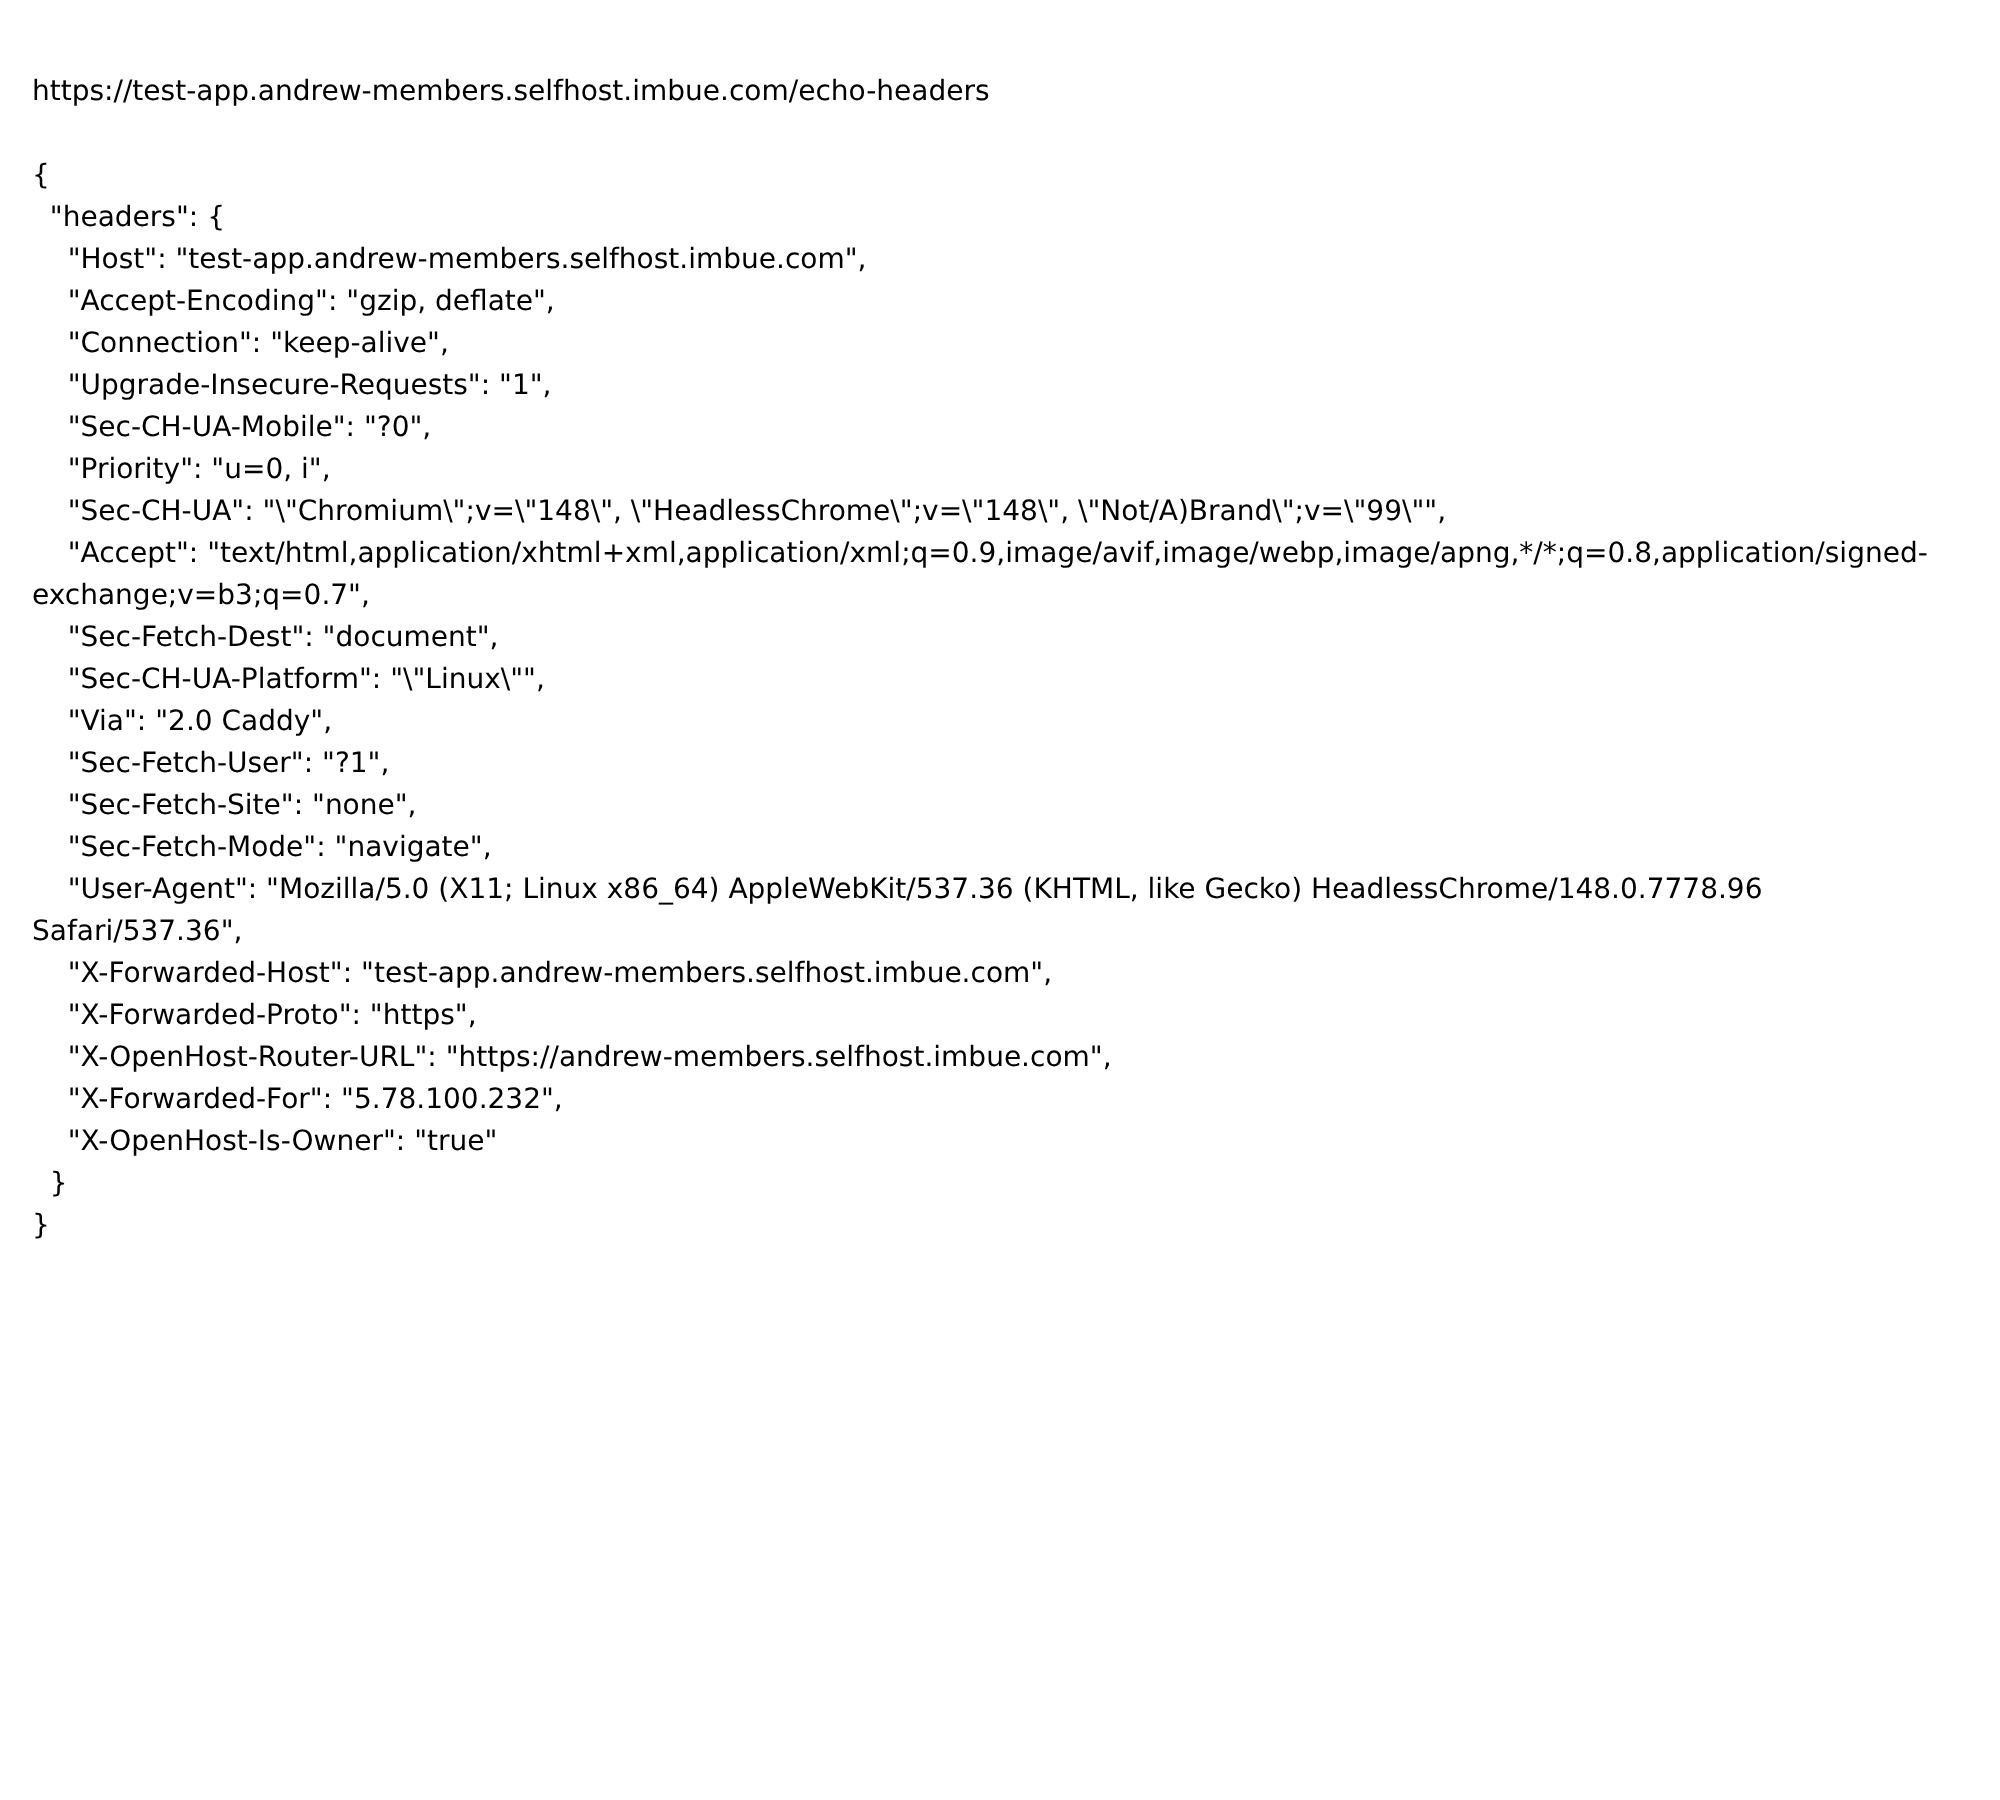 https://test-app.andrew-members.selfhost.imbue.com/echo-headers

{
  "headers": {
    "Host": "test-app.andrew-members.selfhost.imbue.com",
    "Accept-Encoding": "gzip, deflate",
    "Connection": "keep-alive",
    "Upgrade-Insecure-Requests": "1",
    "Sec-CH-UA-Mobile": "?0",
    "Priority": "u=0, i",
    "Sec-CH-UA": "\"Chromium\";v=\"148\", \"HeadlessChrome\";v=\"148\", \"Not/A)Brand\";v=\"99\"",
    "Accept": "text/html,application/xhtml+xml,application/xml;q=0.9,image/avif,image/webp,image/apng,*/*;q=0.8,application/signed-
exchange;v=b3;q=0.7",
    "Sec-Fetch-Dest": "document",
    "Sec-CH-UA-Platform": "\"Linux\"",
    "Via": "2.0 Caddy",
    "Sec-Fetch-User": "?1",
    "Sec-Fetch-Site": "none",
    "Sec-Fetch-Mode": "navigate",
    "User-Agent": "Mozilla/5.0 (X11; Linux x86_64) AppleWebKit/537.36 (KHTML, like Gecko) HeadlessChrome/148.0.7778.96
Safari/537.36",
    "X-Forwarded-Host": "test-app.andrew-members.selfhost.imbue.com",
    "X-Forwarded-Proto": "https",
    "X-OpenHost-Router-URL": "https://andrew-members.selfhost.imbue.com",
    "X-Forwarded-For": "5.78.100.232",
    "X-OpenHost-Is-Owner": "true"
  }
}